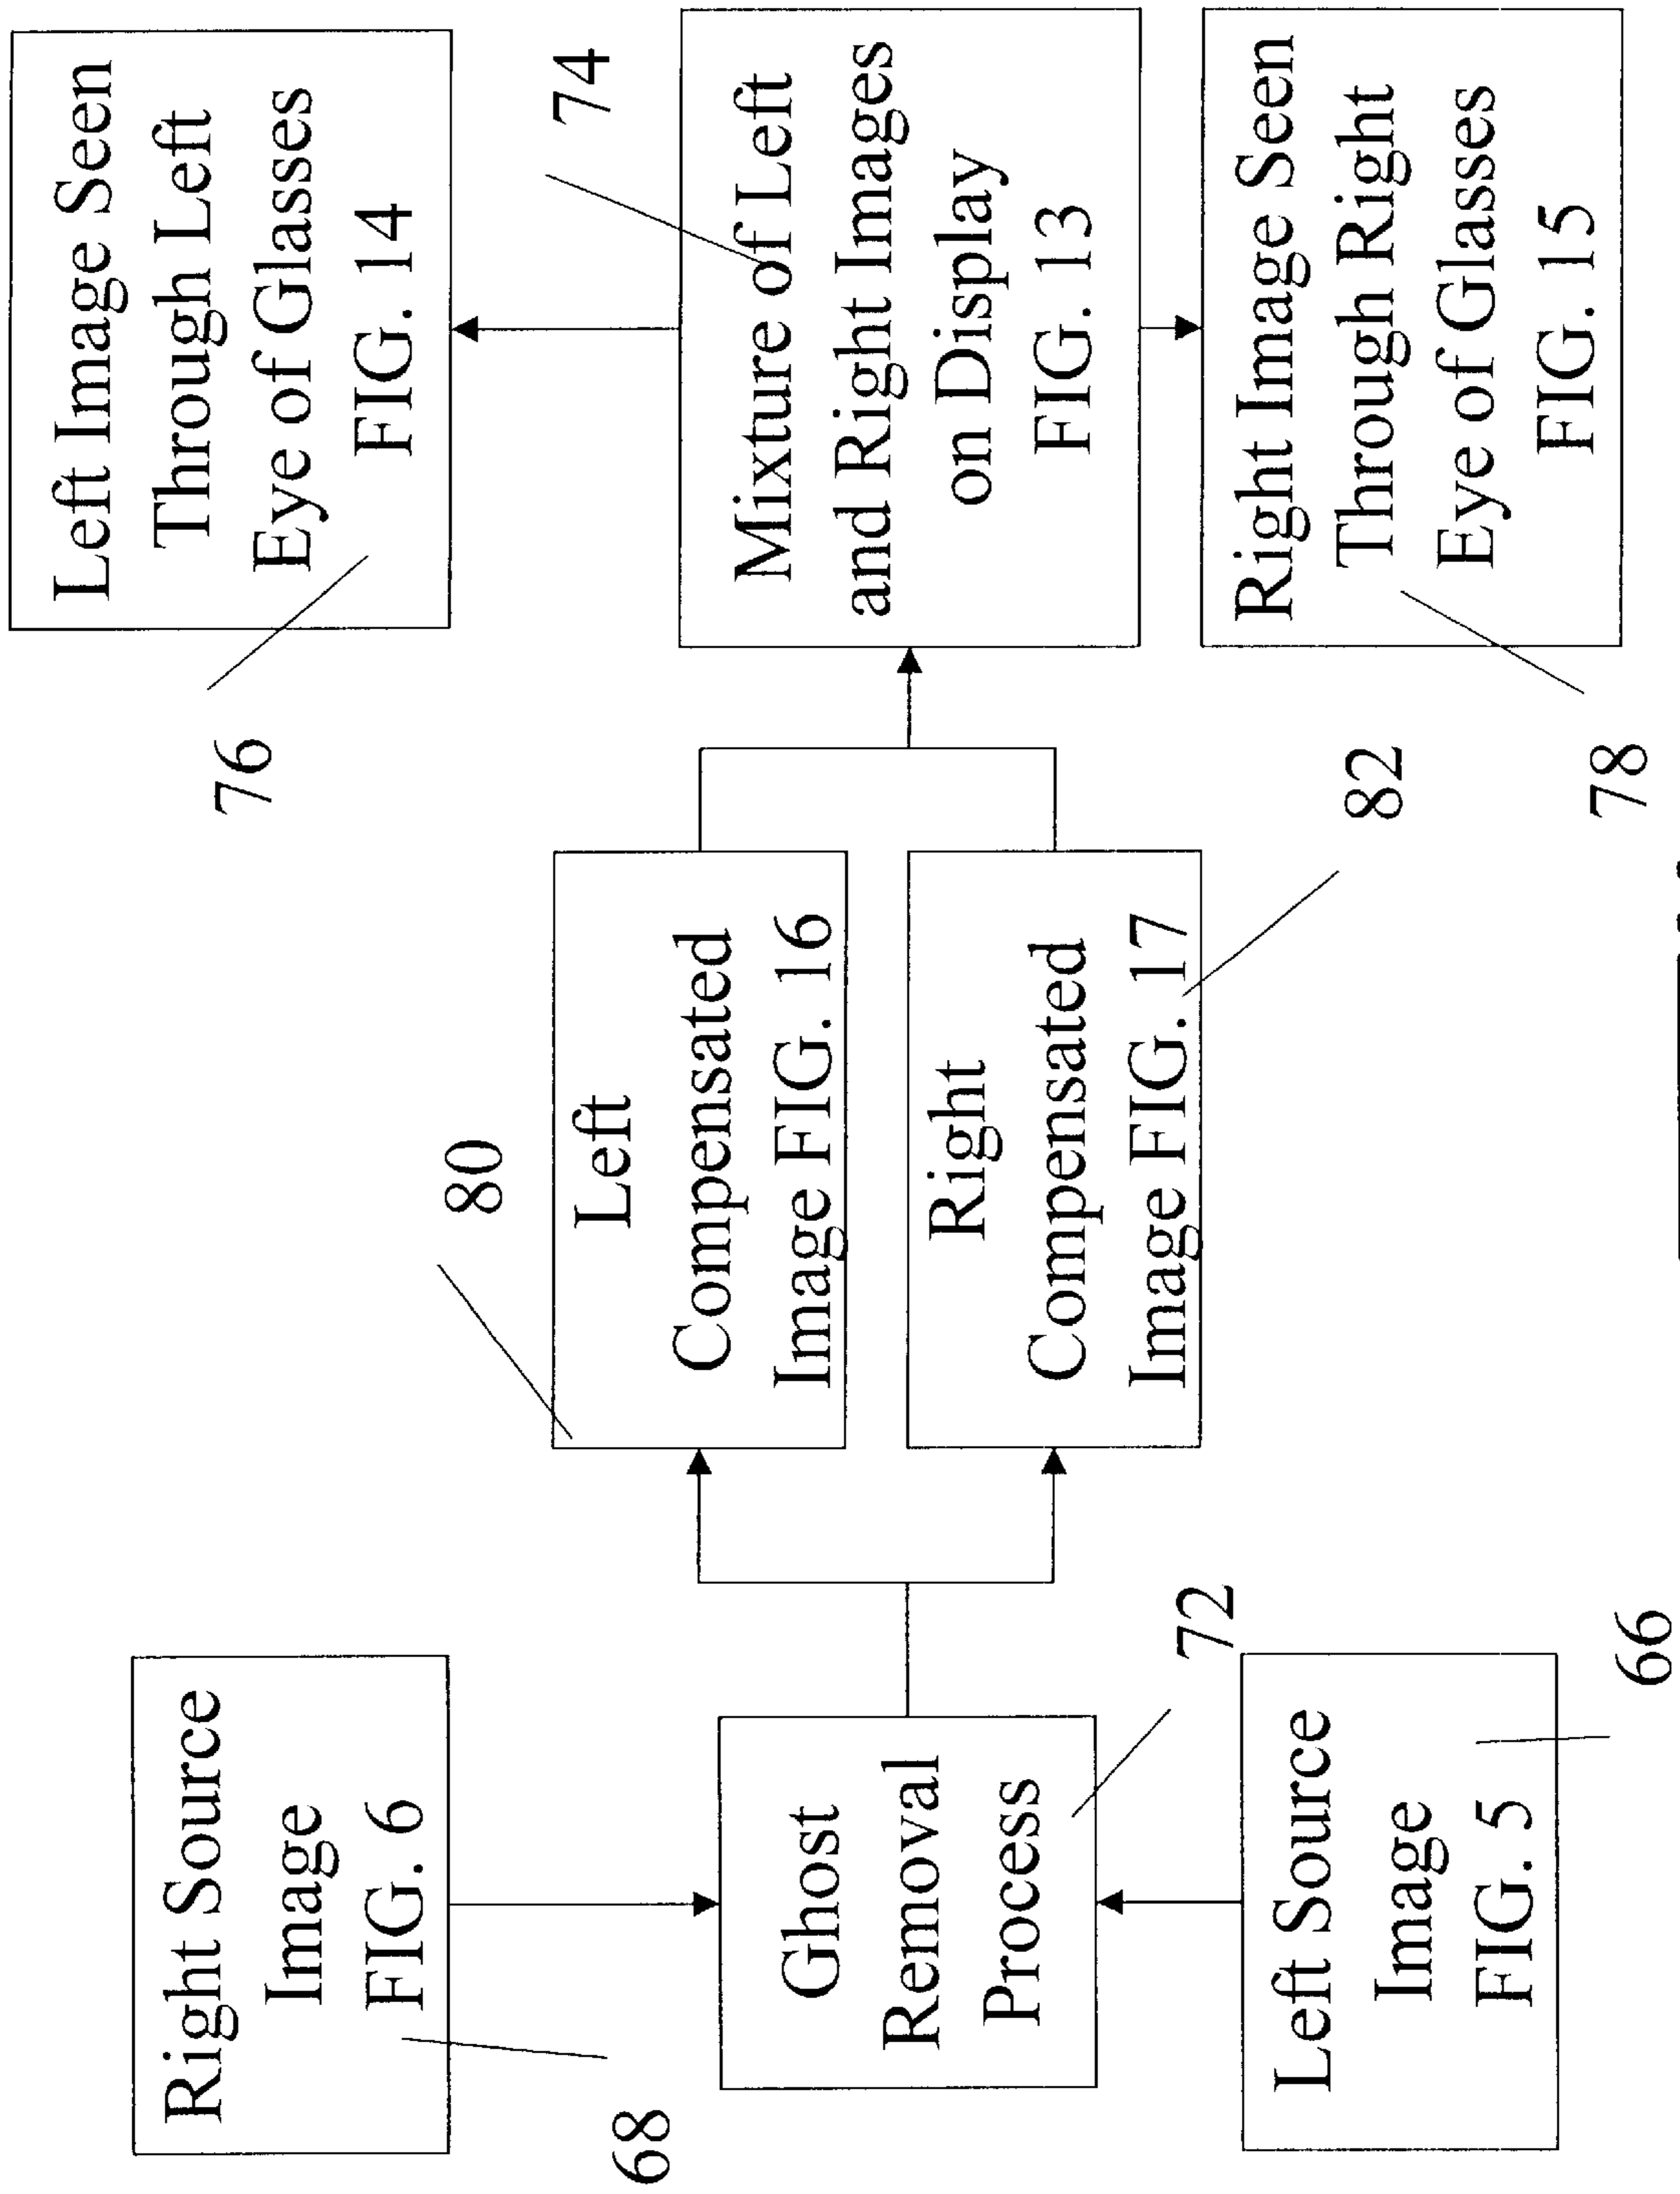 Right Source
Image
FIG. 6
68
Ghost
Removal
Process
72
Left Source
Image
FIG. 5
66
80
Left
Compensated
Image FIG. 16
Right
Compensated
Image FIG. 17
82
76
Left Image Seen
Through Left
Eye of Glasses
FIG. 14
74
Mixture of Left
and Right Images
on Display
FIG. 13
Right Image Seen
Through Right
Eye of Glasses
FIG. 15
78